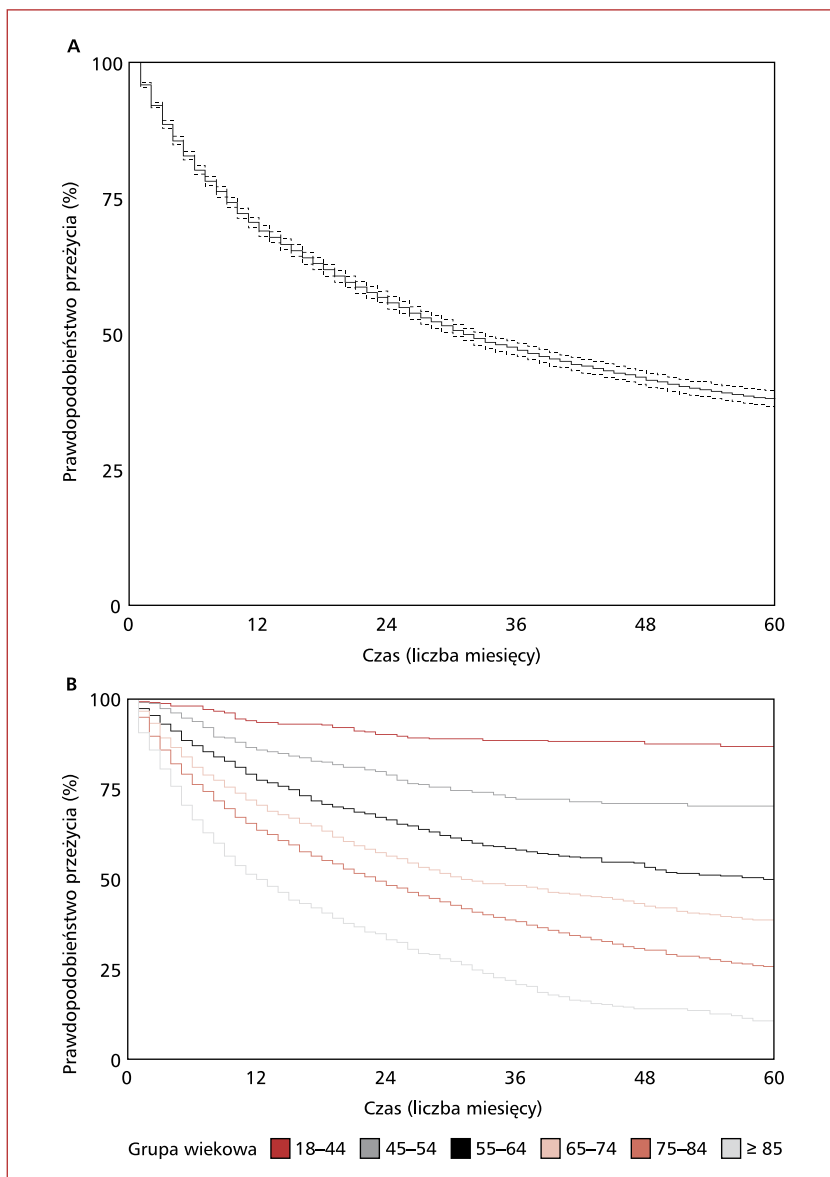 A
Prawdopodobieństwo przeżycia (%)
100
75
50
25
0
0 12 24 36 48 60
Czas (liczba miesięcy)
B
Prawdopodobieństwo przeżycia (%)
100
75
50
25
0
0 12 24 36 48 60
Czas (liczba miesięcy)
Grupa wiekowa 18–44 45–54 55–64 65–74 75–84 ≥ 85